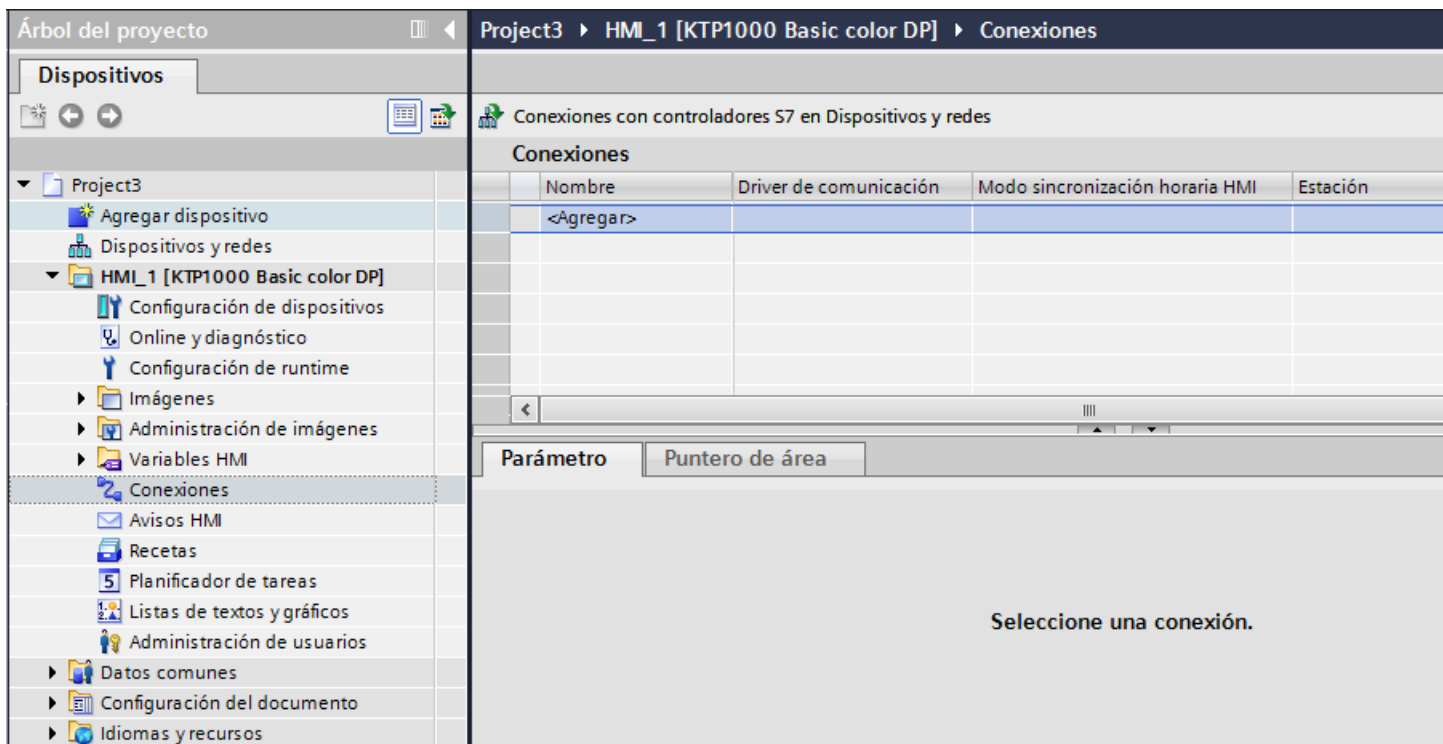 Árbol del proyecto
Dispositivos
Project3
Agregar dispositivo
Dispositivos y redes
HMI_1 [KTP1000 Basic color DP]
Configuración de dispositivos
Online y diagnóstico
Configuración de runtime
Imágenes
Administración de imágenes
Variables HMI
Conexiones
Avisos HMI
Recetas
Planificador de tareas
Listas de textos y gráficos
Administración de usuarios
Datos comunes
Configuración del documento
Idiomas y recursos
Project3 HMI_1 [KTP1000 Basic color DP] Conexiones
Conexiones con controladores S7 en Dispositivos y redes
Conexiones
Nombre Driver de comunicación Modo sincronización horaria HMI Estación
<Agregar>
Parámetro Puntero de área
Seleccione una conexión.